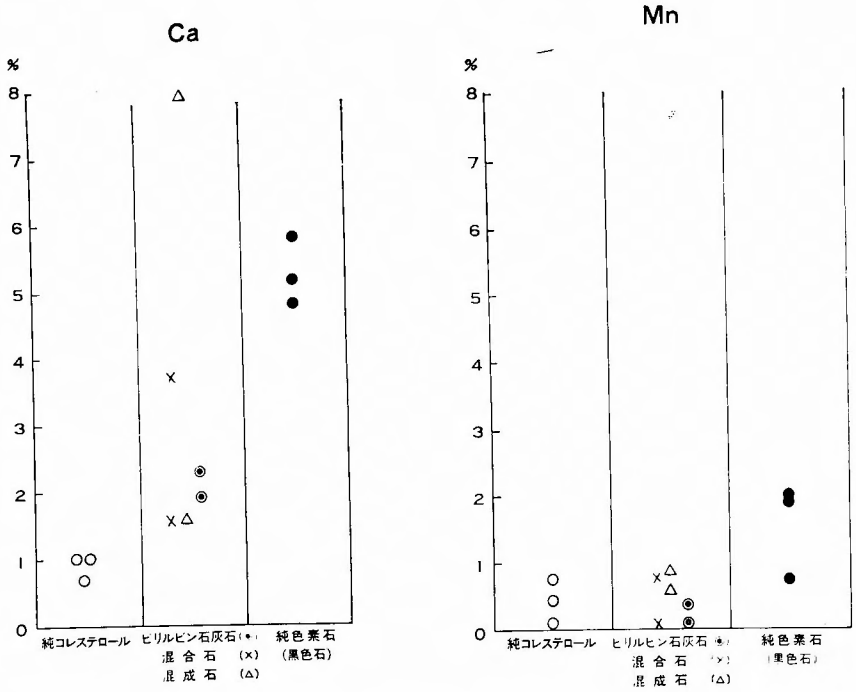 Ca
%
8
7
6
5
4
3
2
1
0
純コレステロール
ビリルビン石灰石(◉)
混合石 (×)
混成石 (△)
純色素石
(黒色石)
Mn
%
8
7
6
5
4
3
2
1
0
純コレステロール
ビリルビン石灰石(◉)
混合石 (×)
混成石 (△)
純色素石
(黒色石)